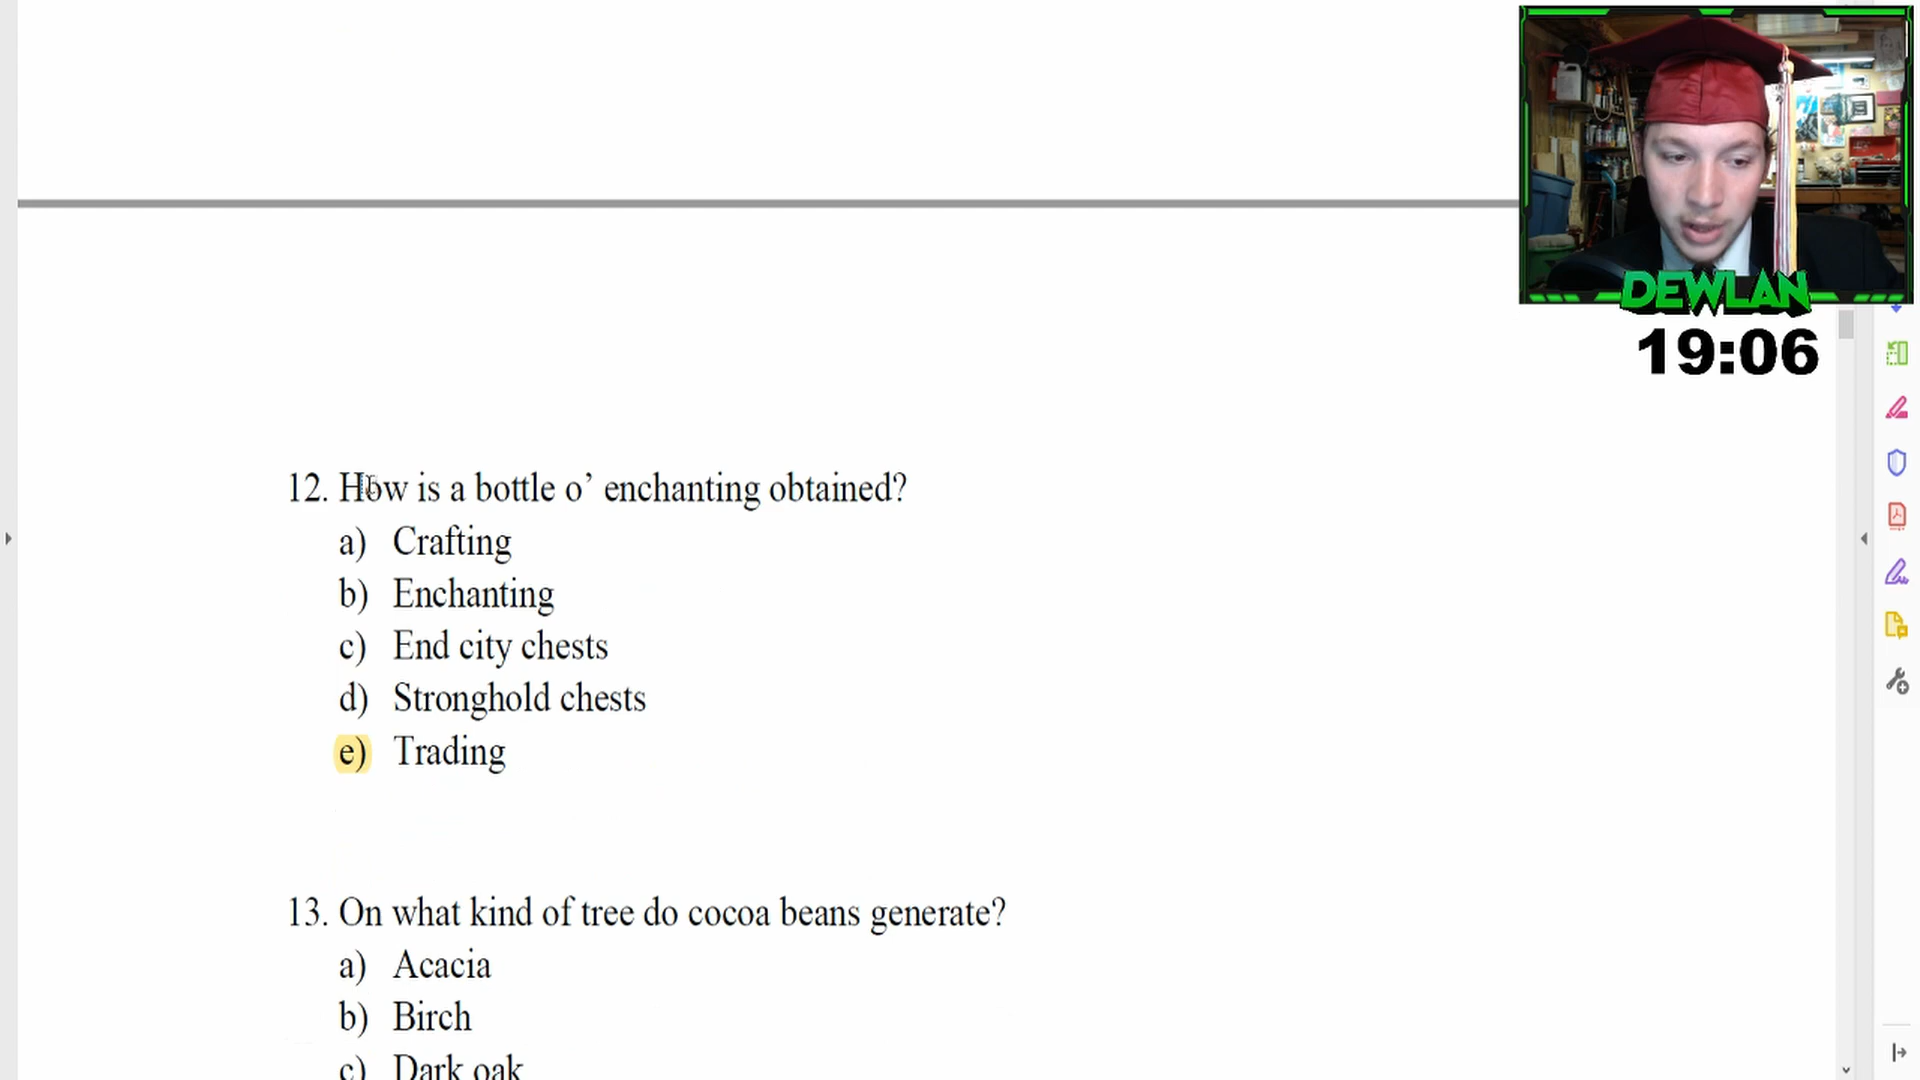 DEWLAN
19:06
12. How is a bottle o’ enchanting obtained?
a) Crafting
b) Enchanting
c) End city chests
d) Stronghold chests
e) Trading
13. On what kind of tree do cocoa beans generate?
a) Acacia
b) Birch
c) Dark oak